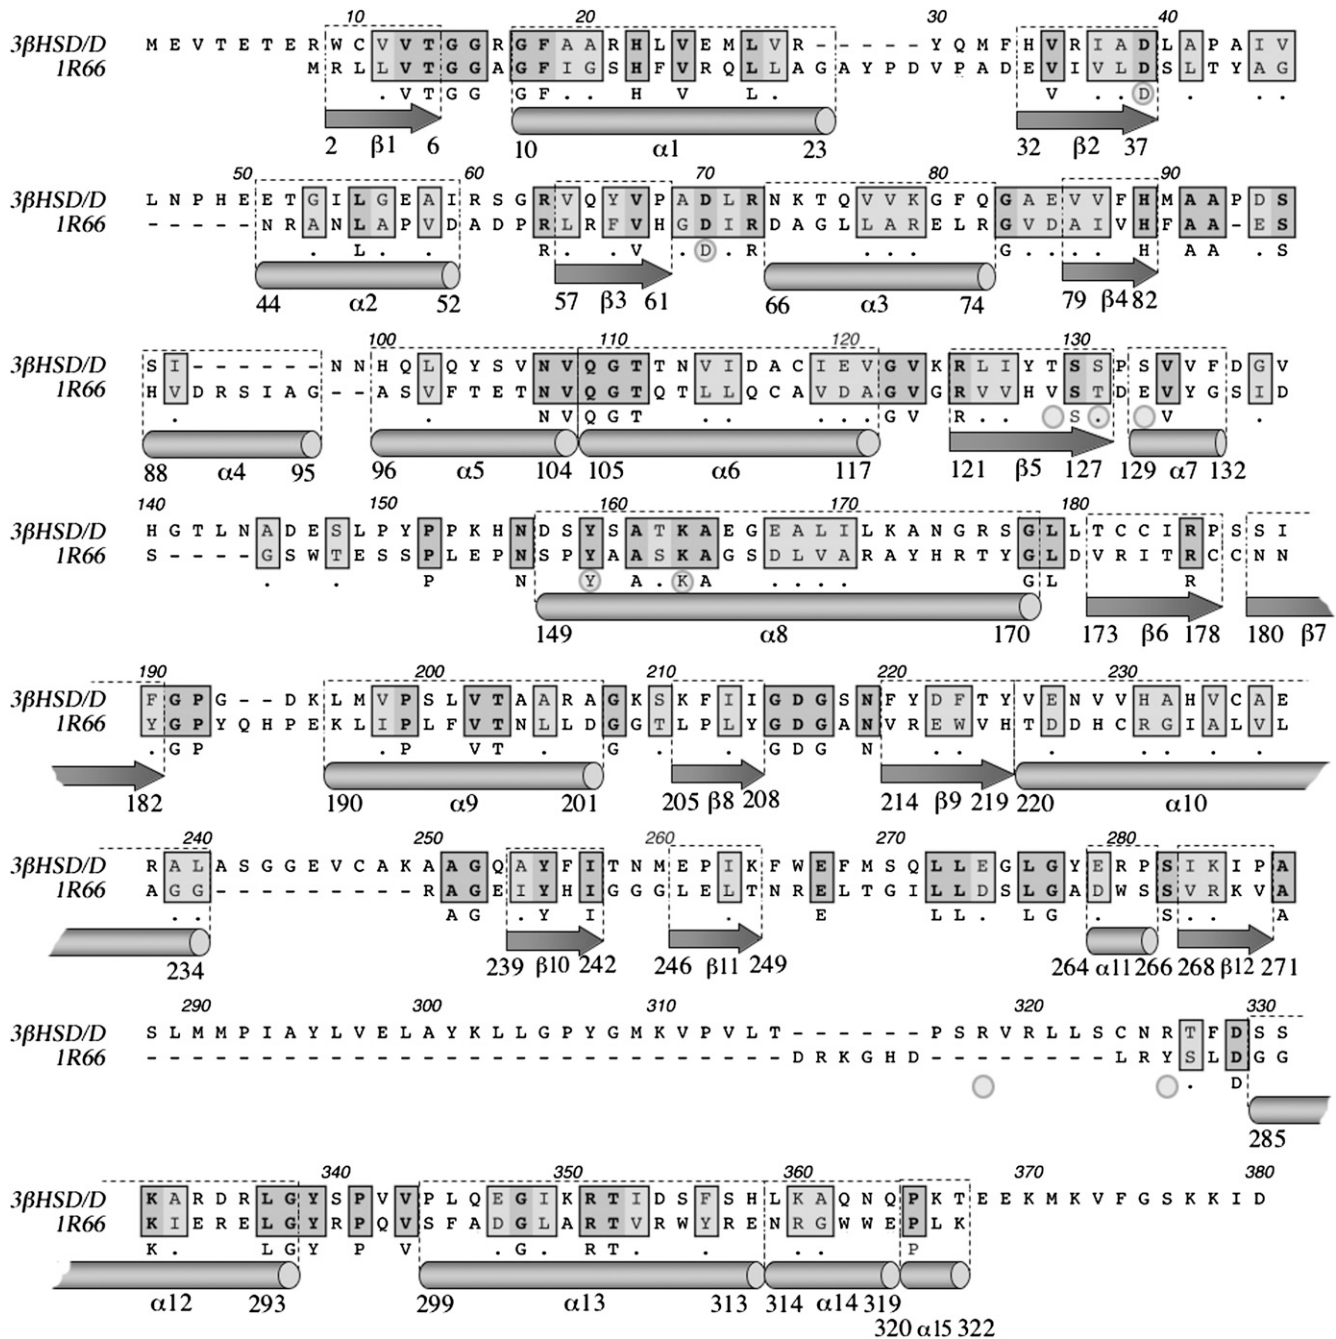 10 20 30 40
3βHSD/D M E V T E T E R W C V V T G G R G F A A R H L V E M L V R - - - - - Y Q M F H V R I A D L A P A I V
1R66 M R L L V T G G A G F I G S H F V R Q L L A G A Y P D V P A D E V I V L D S L T Y A G
. V T G G G F . . H V L . V . . D . . .
2 β1 6 10 α1 23 32 β2 37
50 60 70 80 90
3βHSD/D L N P H E E T G I L G E A I R S G R V Q Y V P A D L R N K T Q V V K G F Q G A E V V F H M A A P D S
1R66 - - - - - N R A N L A P V D A D P R L R F V H G D I R D A G L L A R E L R G V D A I V H F A A - E S
. L . . R . . V . D . R . . . G . . . . H A A . S
44 α2 52 57 β3 61 66 α3 74 79 β4 82
100 110 120 130
3βHSD/D S I - - - - - - N N H Q L Q Y S V N V Q G T T N V I D A C I E V G V K R L I Y T S S P S V V F D G V
1R66 H V D R S I A G - - A S V F T E T N V Q G T Q T L L Q C A V D A G V G R V V H V S T D E V Y G S I D
. . N V Q G T . . . . . G V R . . S . V .
88 α4 95 96 α5 104 105 α6 117 121 β5 127 129 α7 132
140 150 160 170 180
3βHSD/D H G T L N A D E S L P Y P P K H N D S Y S A T K A E G E A L I L K A N G R S G L L T C C I R P S S I
1R66 S - - - - G S W T E S S P L E P N S P Y A A S K A G S D L V A R A Y H R T Y G L D V R I T R C C N N
. . P N Y A . K A . . . . G L R
149 α8 170 173 β6 178 180 β7
190 200 210 220 230
3βHSD/D F G P G - - D K L M V P S L V T A A R A G K S K F I I G D G S N F Y D F T Y V E N V V H A H V C A E
1R66 Y G P Y Q H P E K L I P L F V T N L L D G G T L P L Y G D G A N V R E W V H T D D H C R G I A L V L
. G P . P V T . G . . G D G N . . . . . . .
182 190 α9 201 205 β8 208 214 β9 219 220 α10
240 250 260 270 280
3βHSD/D R A L A S G G E V C A K A A G Q A Y F I T N M E P I K F W E F M S Q L L E G L G Y E R P S I K I P A
1R66 A G G - - - - - - - - - R A G E I Y H I G G G L E L T N R E L T G I L L D S L G A D W S S V R K V A
. . A G . Y I . E L L . L G . S . . A
234 239 β10 242 246 β11 249 264 α11 266 268 β12 271
290 300 310 320 330
3βHSD/D S L M M P I A Y L V E L A Y K L L G P Y G M K V P V L T - - - - - - P S R V R L L S C N R T F D S S
1R66 - - - - - - - - - - - - - - - - - - - - - - - - - - - - D R K G H D - - - - - - - - L R Y S L D G G
. D
285
340 350 360 370 380
3βHSD/D K A R D R L G Y S P V V P L Q E G I K R T I D S F S H L K A Q N Q P K T E E K M K V F G S K K I D
1R66 K I E R E L G Y R P Q V S F A D G L A R T V R W Y R E N R G W W E P L K
K . L G Y P V . G . R T . . . . P
α12 293 299 α13 313 314 α14 319
320 α15 322